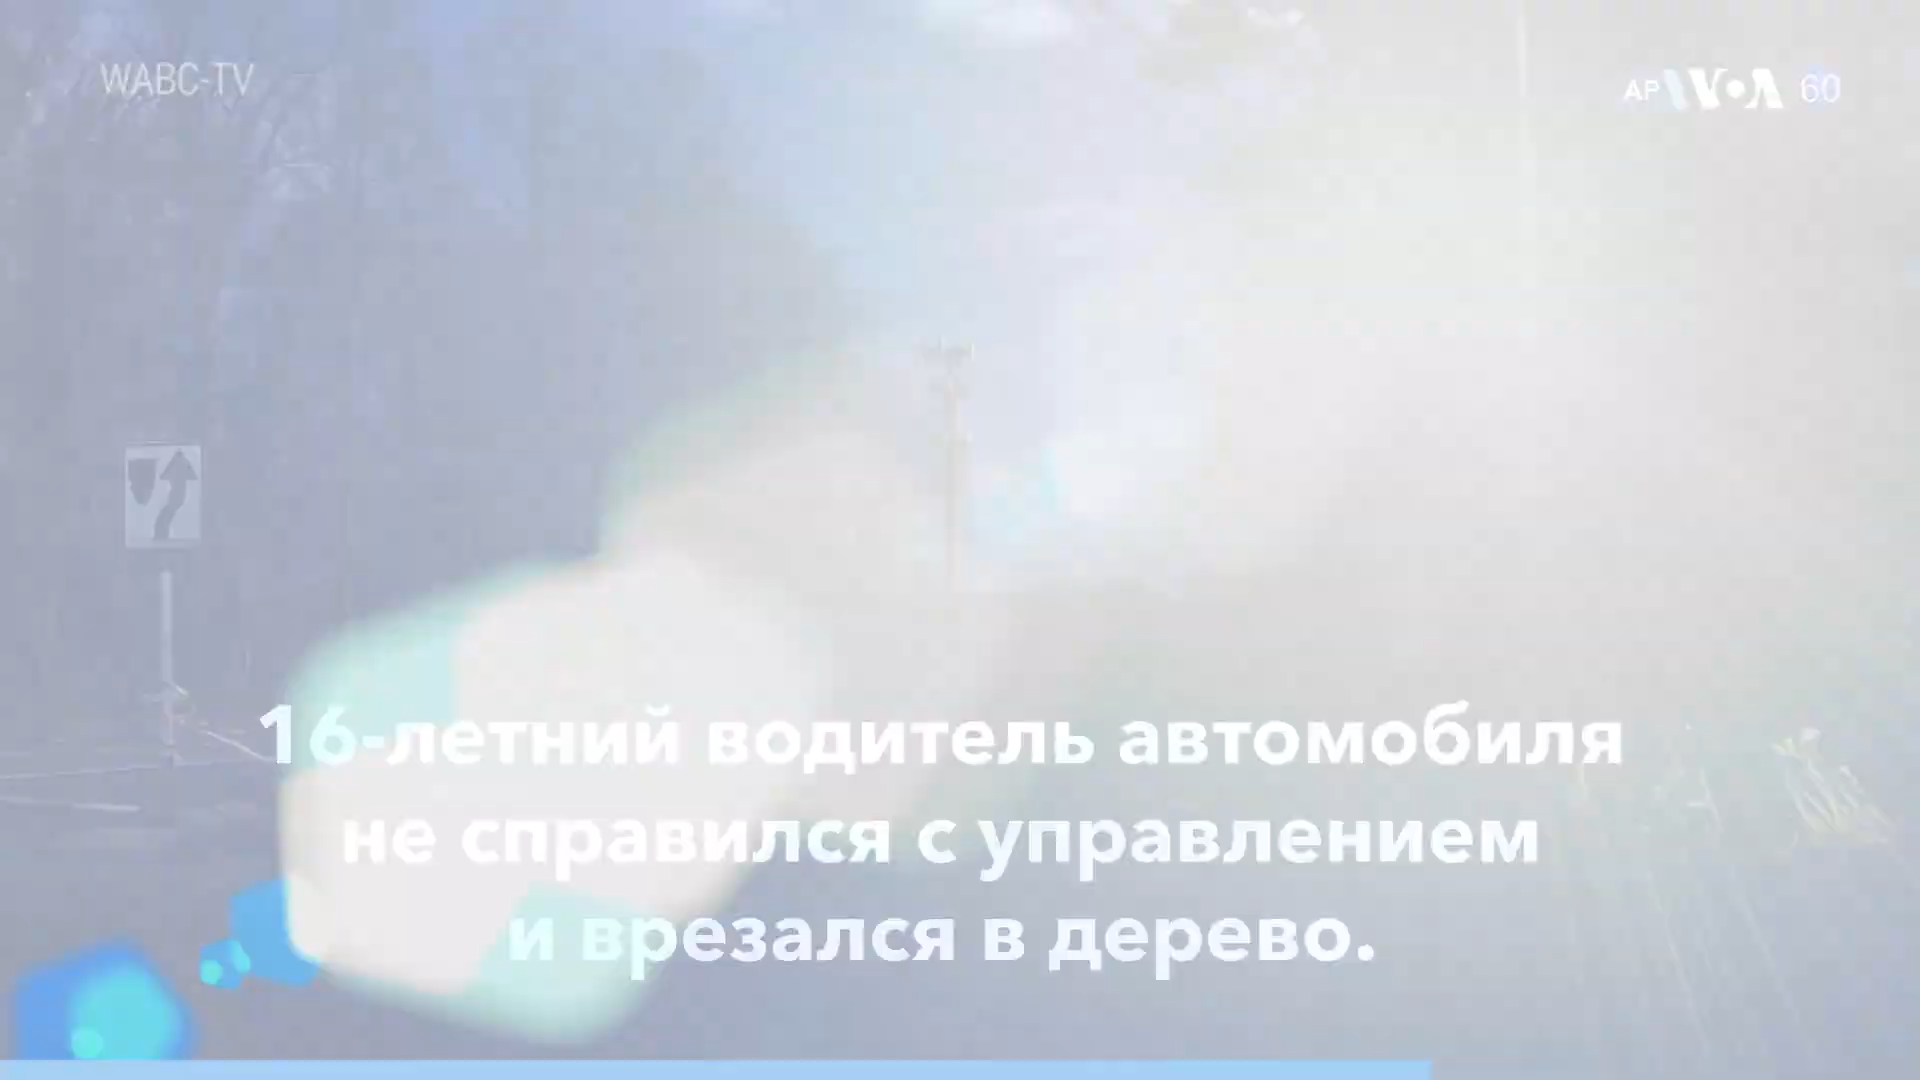 WABC-TV
AP VOA 60
16-летний водитель автомобиля
не справился с управлением
и врезался в дерево.